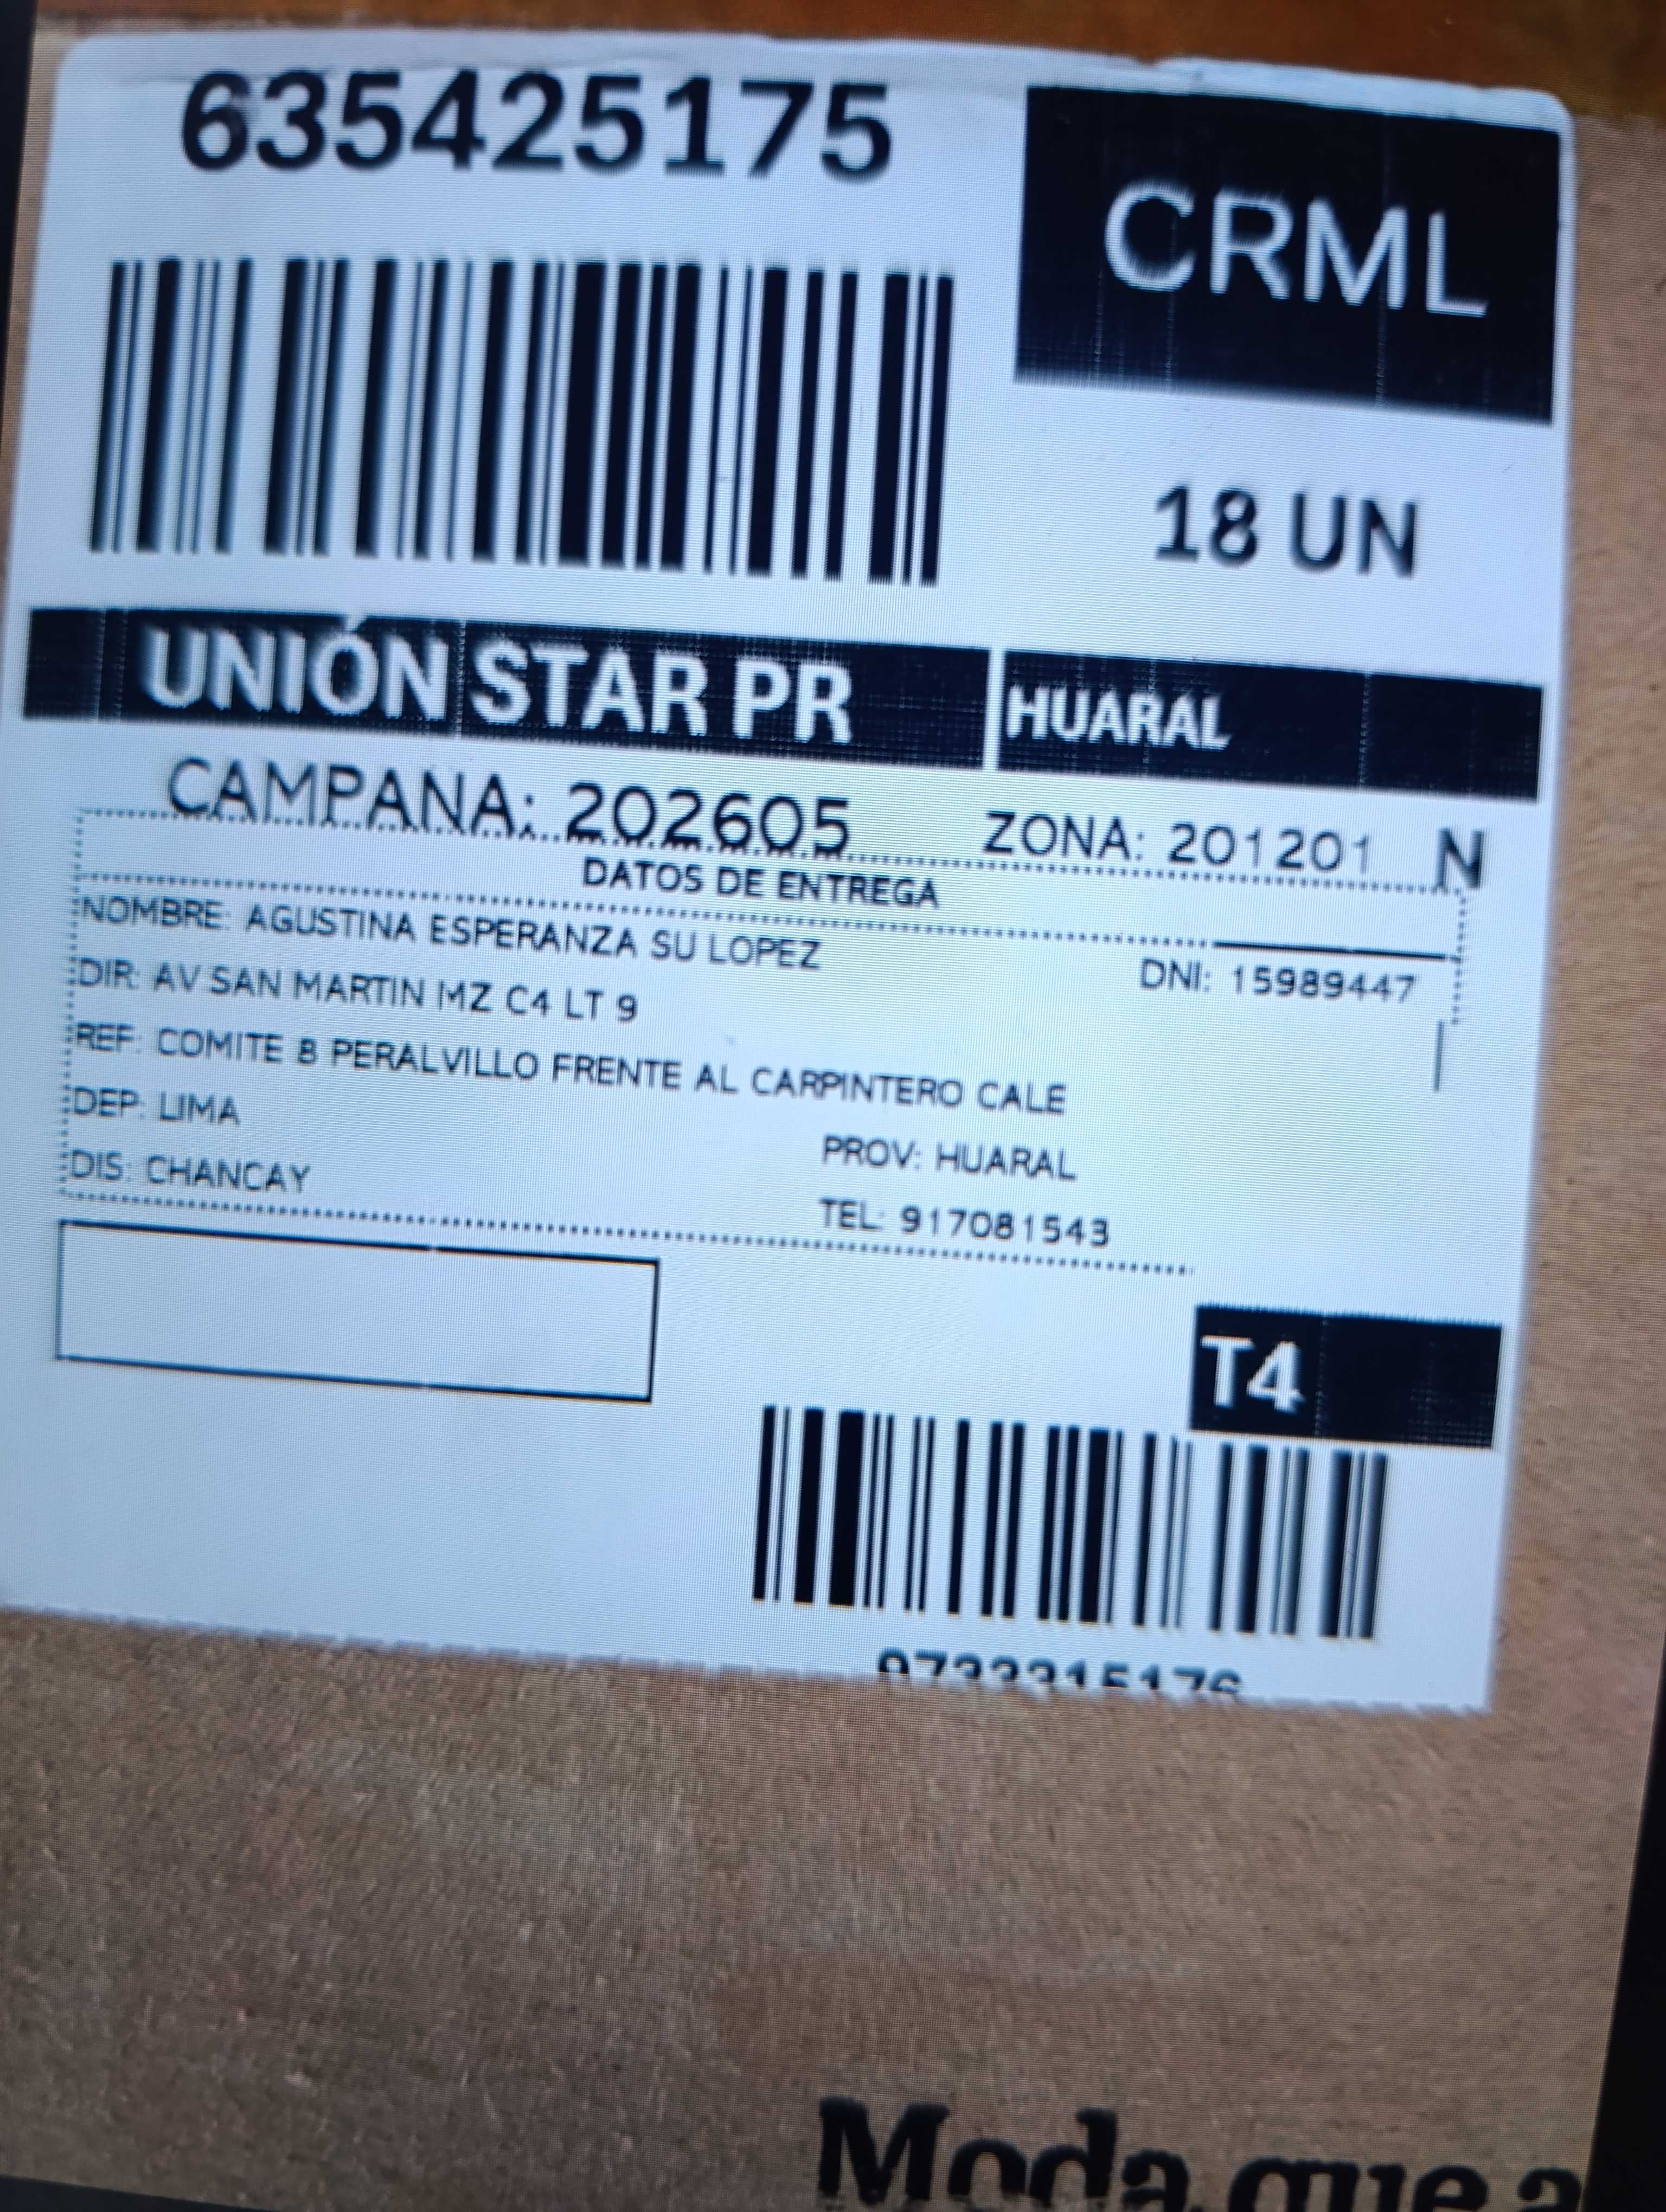 635425175
CRML
18 UN
UNIÓN STAR PR
HUARAL
CAMPANA: 202605 ZONA: 201201 N
DATOS DE ENTREGA
NOMBRE: AGUSTINA ESPERANZA SU LOPEZ
DNI: 15989447
DIR: AV SAN MARTIN MZ C4 LT 9
REF: COMITE 8 PERALVILLO FRENTE AL CARPINTERO CALE
DEP: LIMA
PROV: HUARAL
DIS: CHANCAY
TEL: 917081543
T4
Moda que a